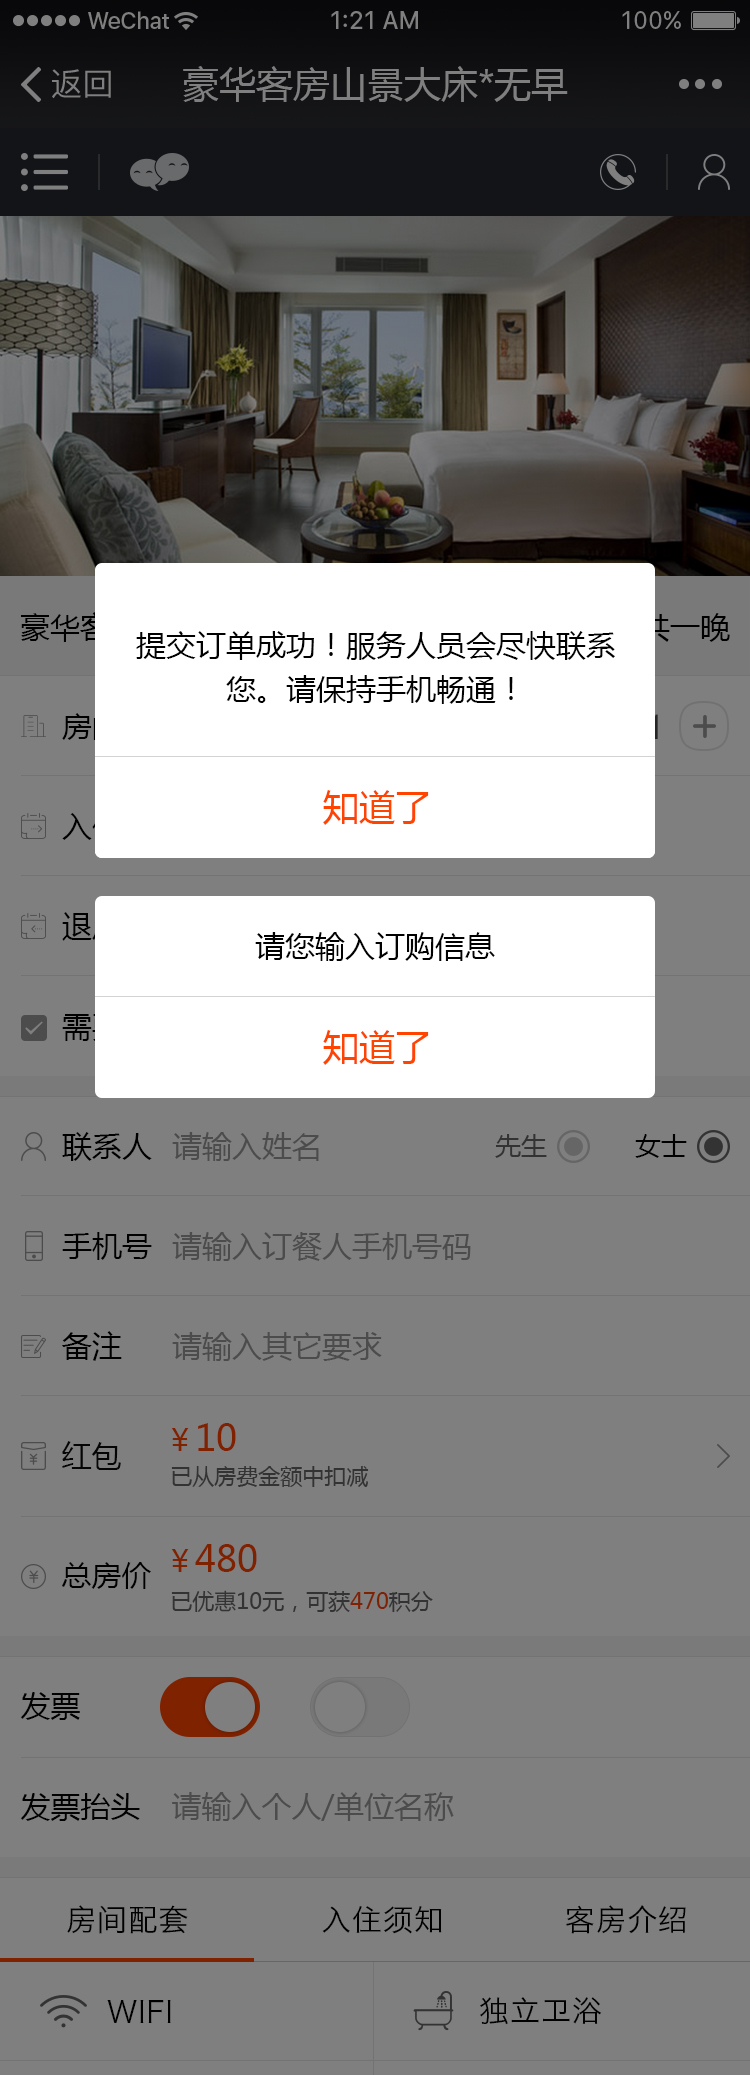 WeChat 1:21 AM 100%
返回 豪华客房山景大床*无早
豪华客 共一晚
提交订单成功！服务人员会尽快联系
您。请保持手机畅通！
知道了
入
退
请您输入订购信息
知道了
联系人 请输入姓名 先生 女士
手机号 请输入订餐人手机号码
备注 请输入其它要求
红包 ¥10
已从房费金额中扣减
总房价 ¥480
已优惠10元，可获470积分
发票
发票抬头 请输入个人/单位名称
房间配套 入住须知 客房介绍
WIFI 独立卫浴